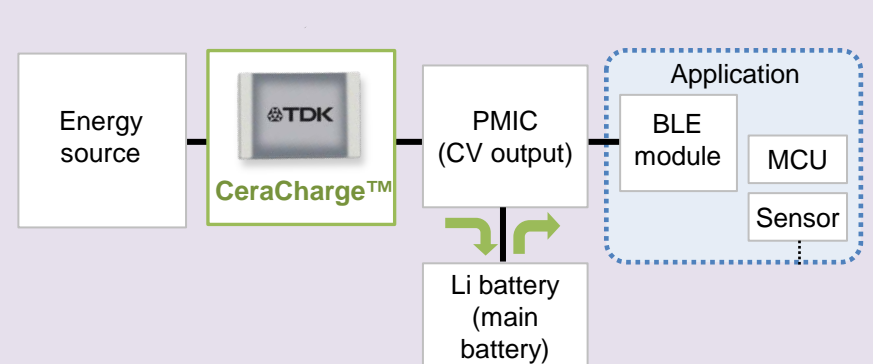 Energy
source
TDK
CeraCharge™
PMIC
(CV output)
Application
BLE
module
MCU
Sensor
Li battery
(main
battery)